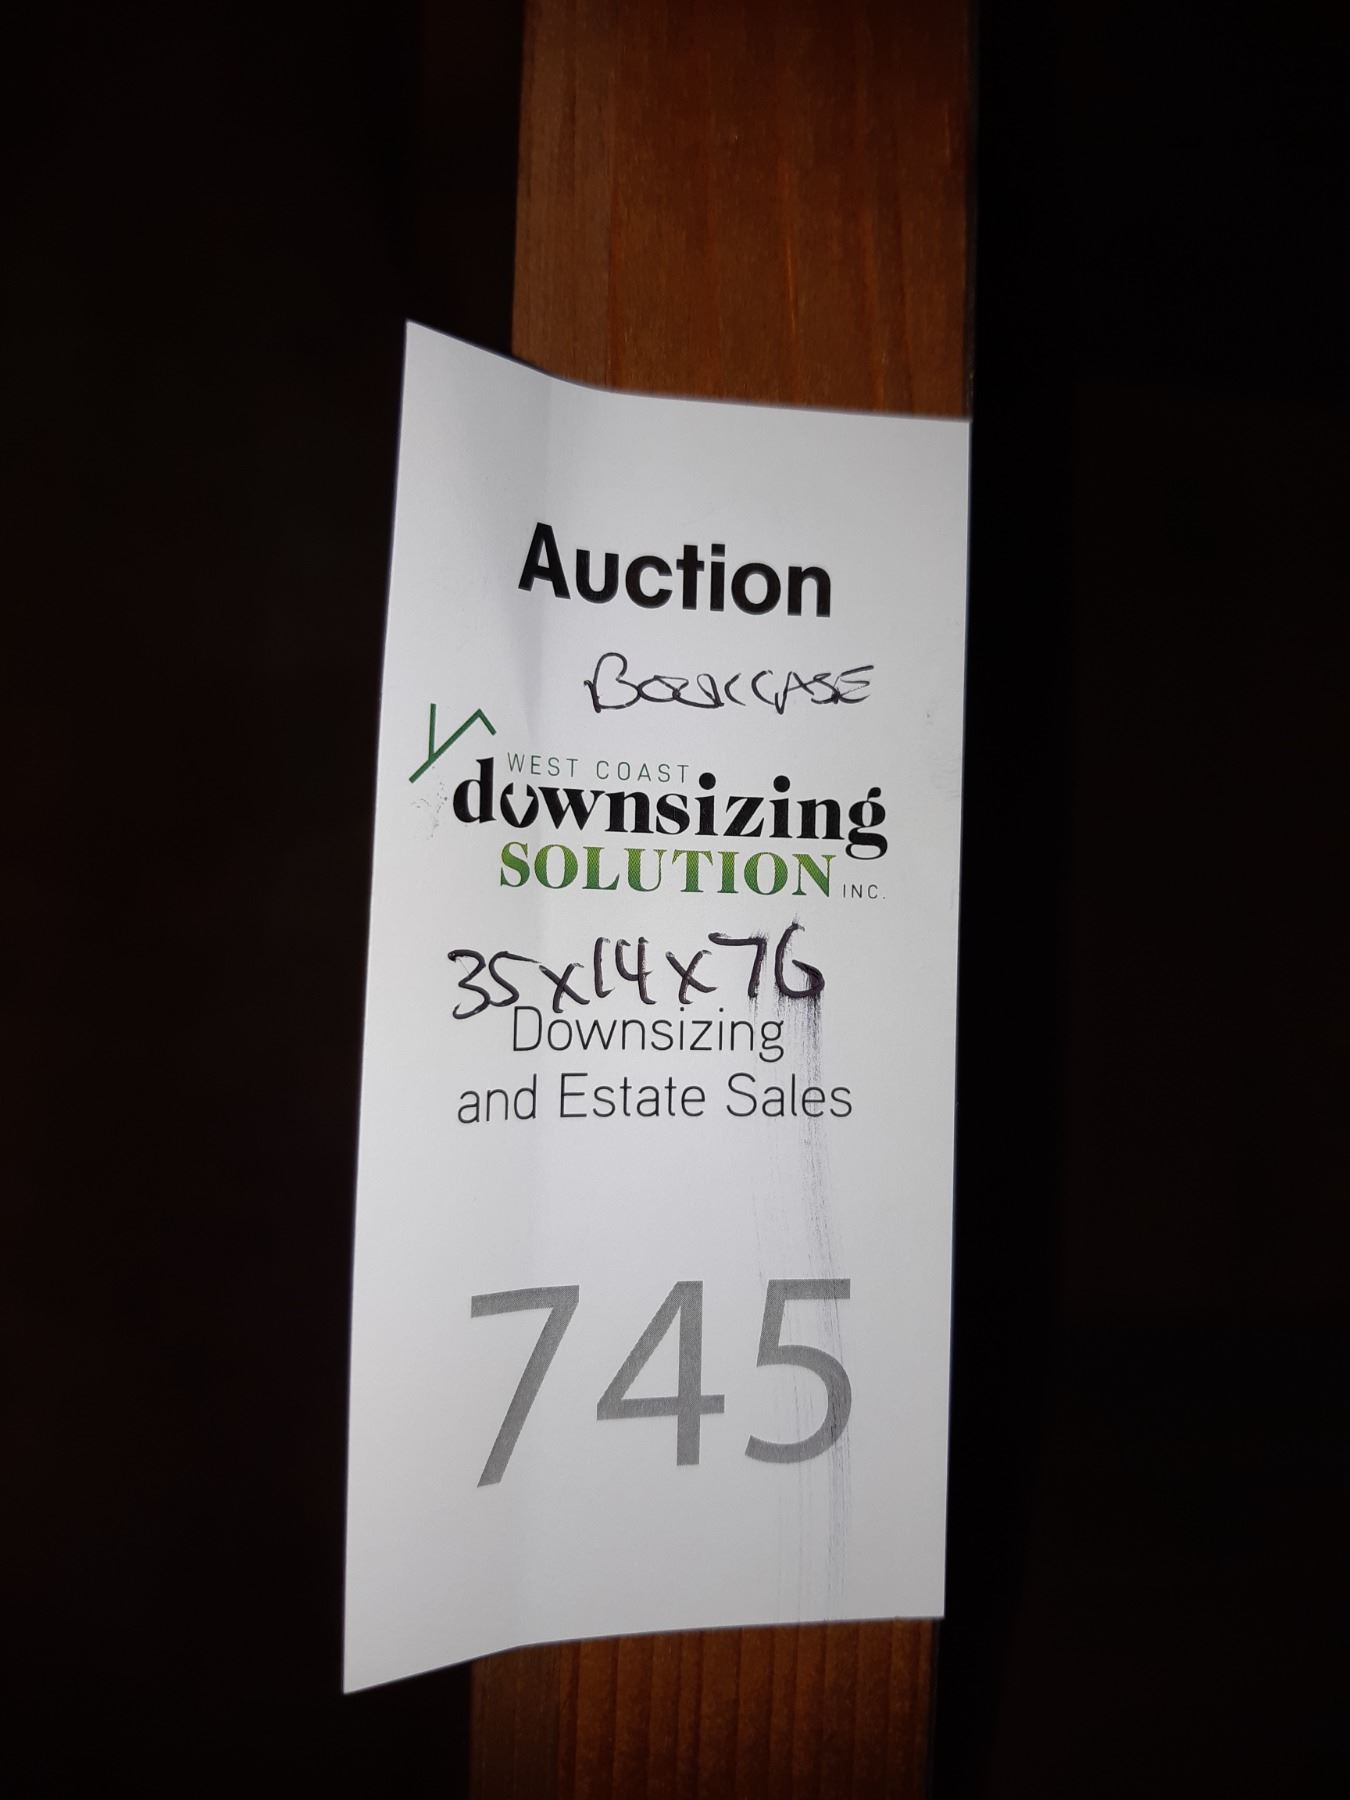 Auction
BOOKCASE
WEST COAST
downsizing
SOLUTION INC.
35x14x76
Downsizing
and Estate Sales
745